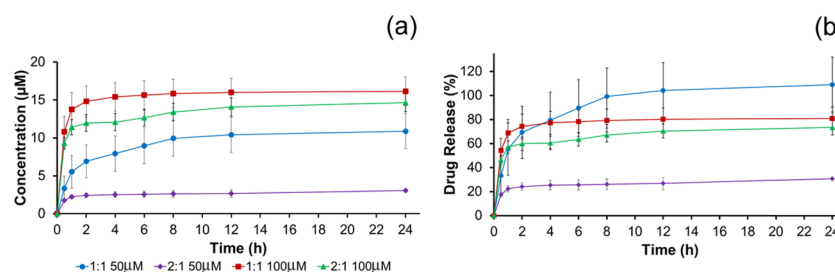 (a)
20
15
10
5
0
Concentration (µM)
0 2 4 6 8 10 12 14 16 18 20 22 24
Time (h)
(b
120
100
80
60
40
20
0
Drug Release (%)
0 2 4 6 8 10 12 14 16 18 20 22 24
Time (h)
1:1 50µM 2:1 50µM 1:1 100µM 2:1 100µM